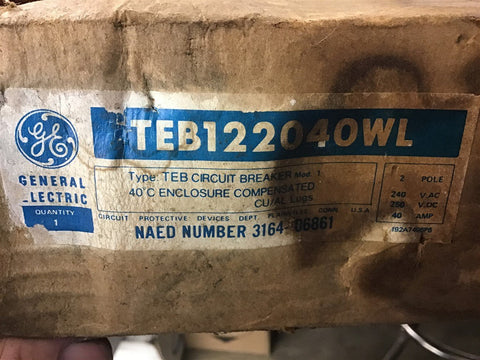 TEB122040WL
GE
GENERAL
ELECTRIC
QUANTITY
1
Type: TEB CIRCUIT BREAKER Mod. 1
40°C ENCLOSURE COMPENSATED
CU/AL Lugs
2 POLE
240 V AC
250 V DC
40 AMP
CIRCUIT PROTECTIVE DEVICES DEPT. PLAINVILLE, CONN. U.S.A
NAED NUMBER 3164-06861